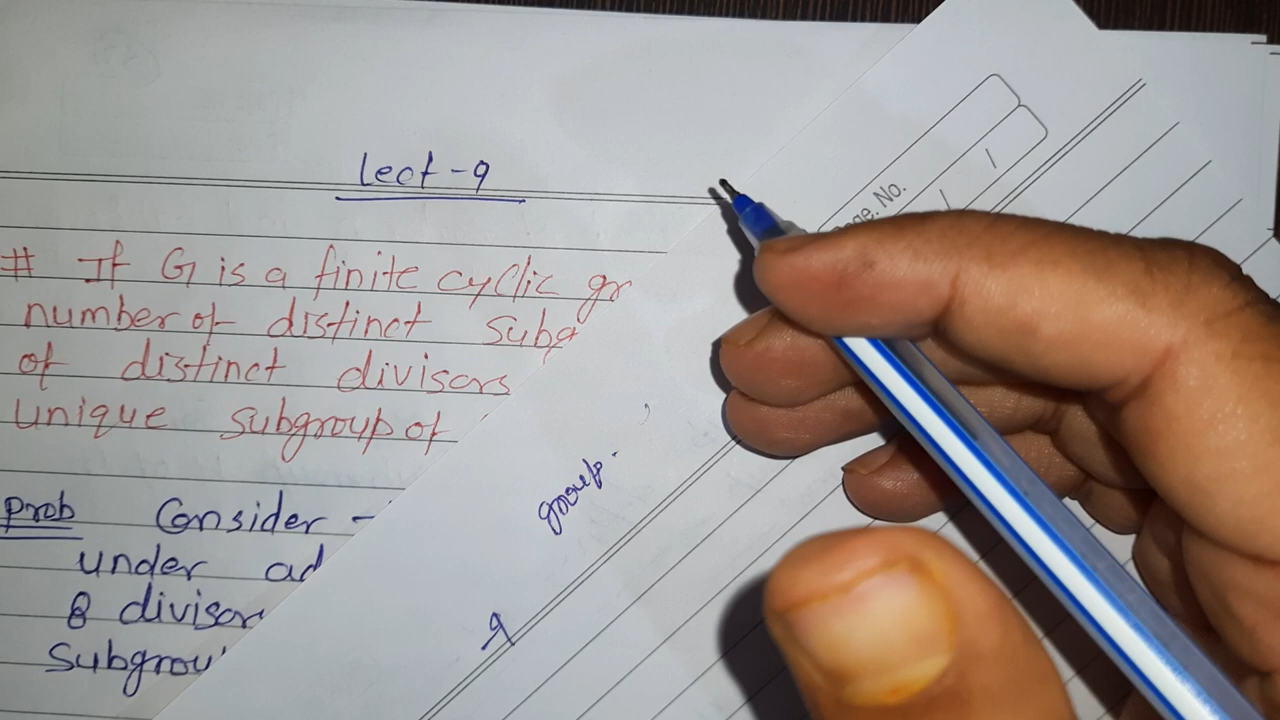 Lect-9
# If G is a finite cyclic gr
number of distinct subg
of distinct divisors
unique subgroup of
Prob Consider -
under ad
8 divisor
Subgrou
Page. No.
/ /
group.